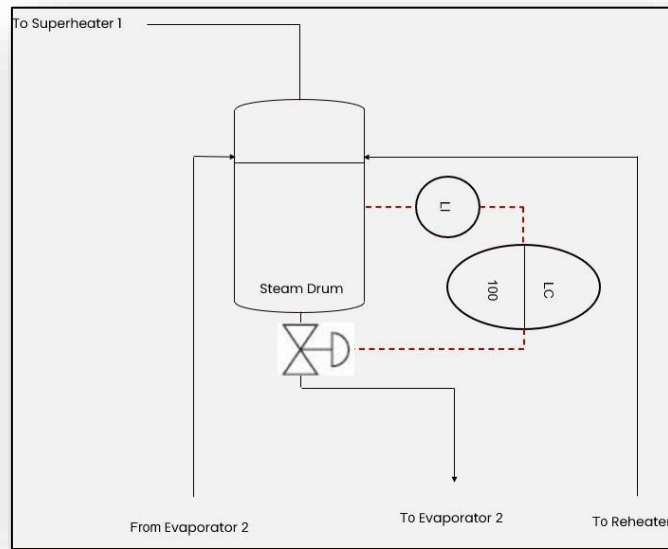 To Superheater 1
LI
LC
100
Steam Drum
From Evaporator 2
To Evaporator 2
To Reheater